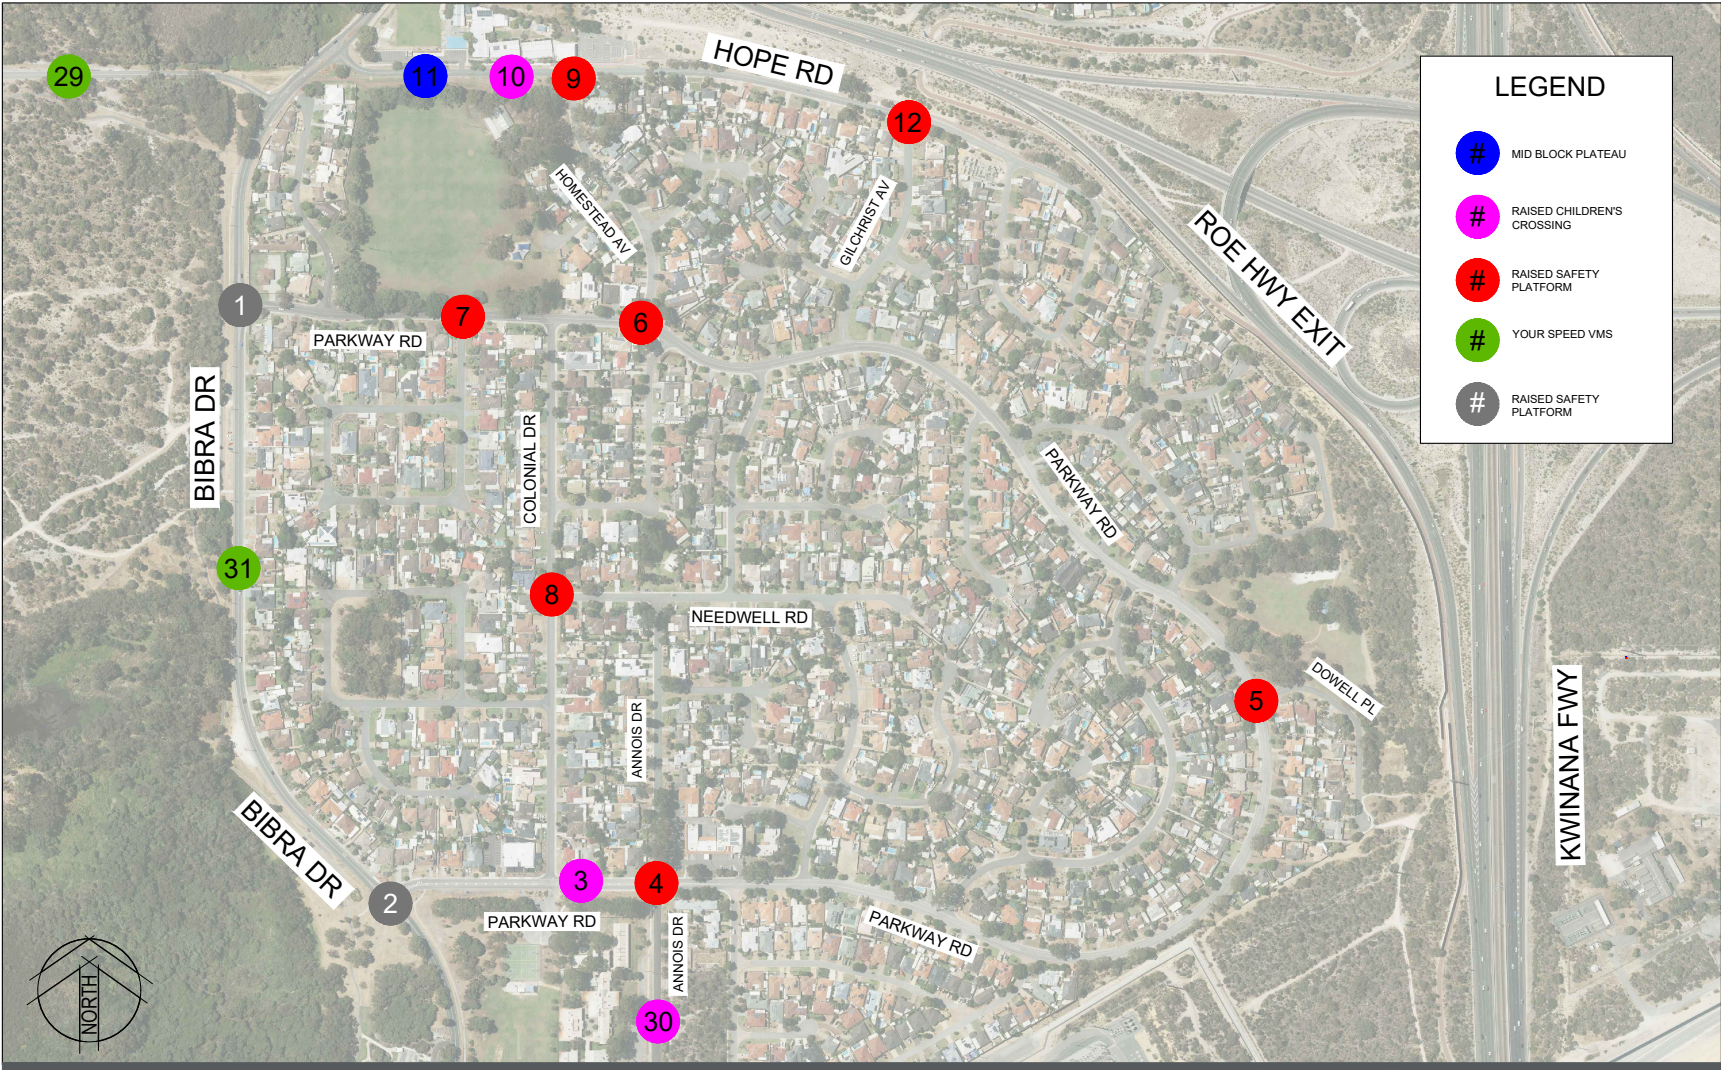 29
11
10
9
HOPE RD
12
LEGEND
# MID BLOCK PLATEAU
# RAISED CHILDREN'S
CROSSING
# RAISED SAFETY
PLATFORM
# YOUR SPEED VMS
# RAISED SAFETY
PLATFORM
HOMESTEAD AV
GILCHRIST AV
ROE HWY EXIT
1
7
6
PARKWAY RD
BIBRA DR
COLONIAL DR
PARKWAY RD
31
8
NEEDWELL RD
DOWELL PL
5
ANNOIS DR
KWINANA FWY
BIBRA DR
2
3
4
PARKWAY RD
ANNOIS DR
PARKWAY RD
NORTH
30